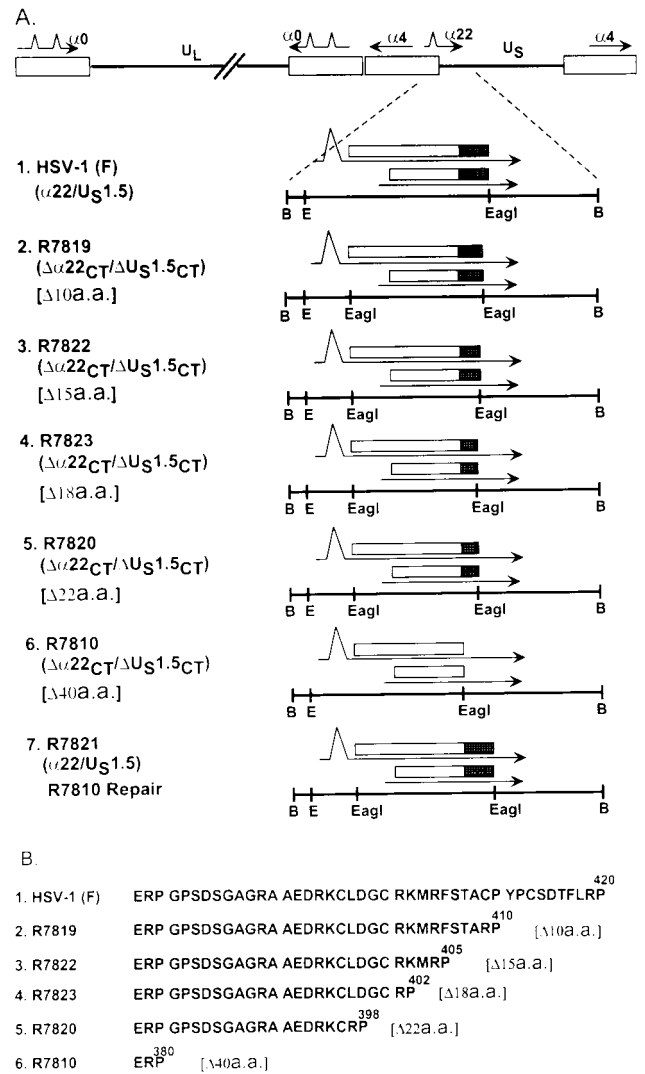 A.
α0 α0 α4 α22 α4
UL US
1. HSV-1 (F)
(α22/US1.5)
B E EagI B
2. R7819
(Δα22CT/ΔUS1.5CT)
[Δ10a.a.]
B E EagI EagI B
3. R7822
(Δα22CT/ΔUS1.5CT)
[Δ15a.a.]
B E EagI EagI B
4. R7823
(Δα22CT/ΔUS1.5CT)
[Δ18a.a.]
B E EagI EagI B
5. R7820
(Δα22CT/ΔUS1.5CT)
[Δ22a.a.]
B E EagI EagI B
6. R7810
(Δα22CT/ΔUS1.5CT)
[Δ40a.a.]
B E EagI B
7. R7821
(α22/US1.5)
R7810 Repair
B E EagI EagI B
B.
1. HSV-1 (F) ERP GPSDSGAGRA AEDRKCLDGC RKMRFSTACP YPCSDTFLRP 420
2. R7819 ERP GPSDSGAGRA AEDRKCLDGC RKMRFSTARP 410 [Δ10a.a.]
3. R7822 ERP GPSDSGAGRA AEDRKCLDGC RKMRP 405 [Δ15a.a.]
4. R7823 ERP GPSDSGAGRA AEDRKCLDGC RP 402 [Δ18a.a.]
5. R7820 ERP GPSDSGAGRA AEDRKCRP 398 [Δ22a.a.]
6. R7810 ERP 380 [Δ40a.a.]